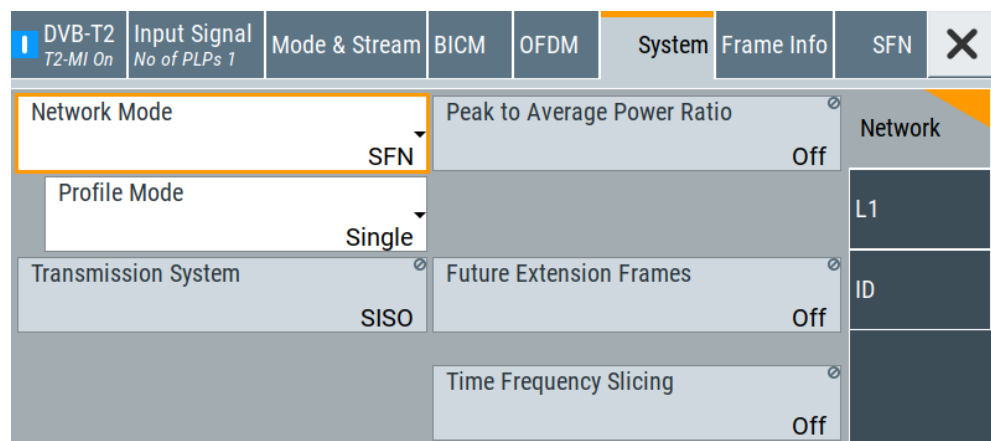 DVB-T2
T2-MI On
Input Signal
No of PLPs 1
Mode & Stream
BICM
OFDM
System
Frame Info
SFN
Network Mode
SFN
Peak to Average Power Ratio
Off
Network
Profile Mode
Single
L1
Transmission System
SISO
Future Extension Frames
Off
ID
Time Frequency Slicing
Off